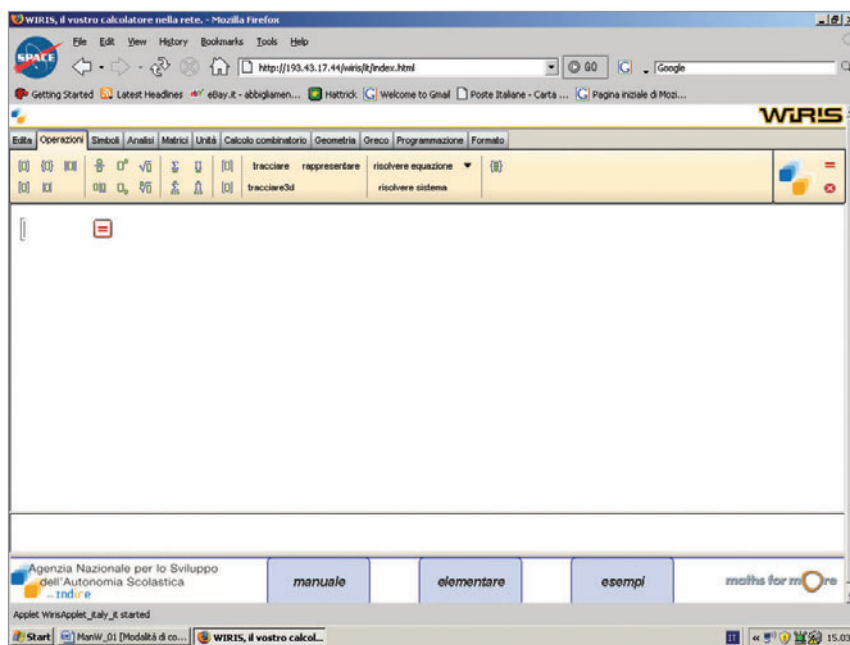 WIRIS, il vostro calcolatore nella rete. - Mozilla Firefox
File Edit View History Bookmarks Tools Help
SPACE http://193.43.17.44/wiris/it/index.html GO G Google
Getting Started Latest Headlines eBay.it - abbigliamen... Hattrick Welcome to Gmail Poste Italiane - Carta ... Pagina iniziale di Mozi...
WIRIS
Edita Operazioni Simboli Analisi Matrici Unità Calcolo combinatorio Geometria Greco Programmazione Formato
tracciare rappresentare risolvere equazione
tracciare3d risolvere sistema
=
Agenzia Nazionale per lo Sviluppo
dell'Autonomia Scolastica
...indire
manuale elementare esempi maths for more
Applet WirisApplet_italy_it started
Start ManW_01 [Modalità di co... WIRIS, il vostro calcol... IT « 15.03